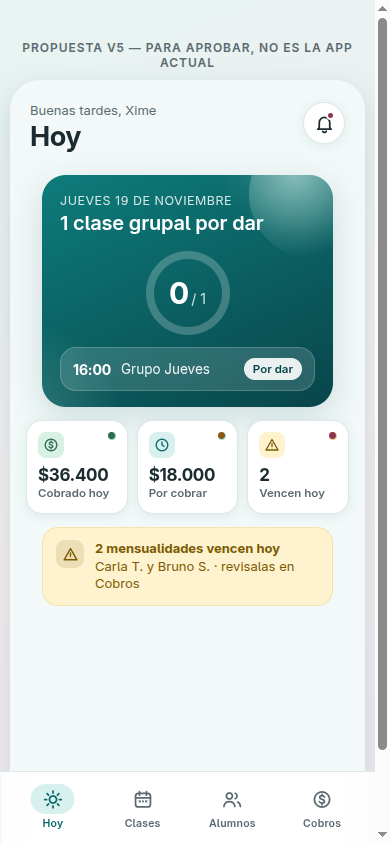 PROPUESTA V5 — PARA APROBAR, NO ES LA APP
ACTUAL
Buenas tardes, Xime
Hoy
JUEVES 19 DE NOVIEMBRE
1 clase grupal por dar
0 / 1
16:00 Grupo Jueves Por dar
$36.400
Cobrado hoy
$18.000
Por cobrar
2
Vencen hoy
2 mensualidades vencen hoy
Carla T. y Bruno S. · revisalas en
Cobros
Hoy
Clases
Alumnos
Cobros